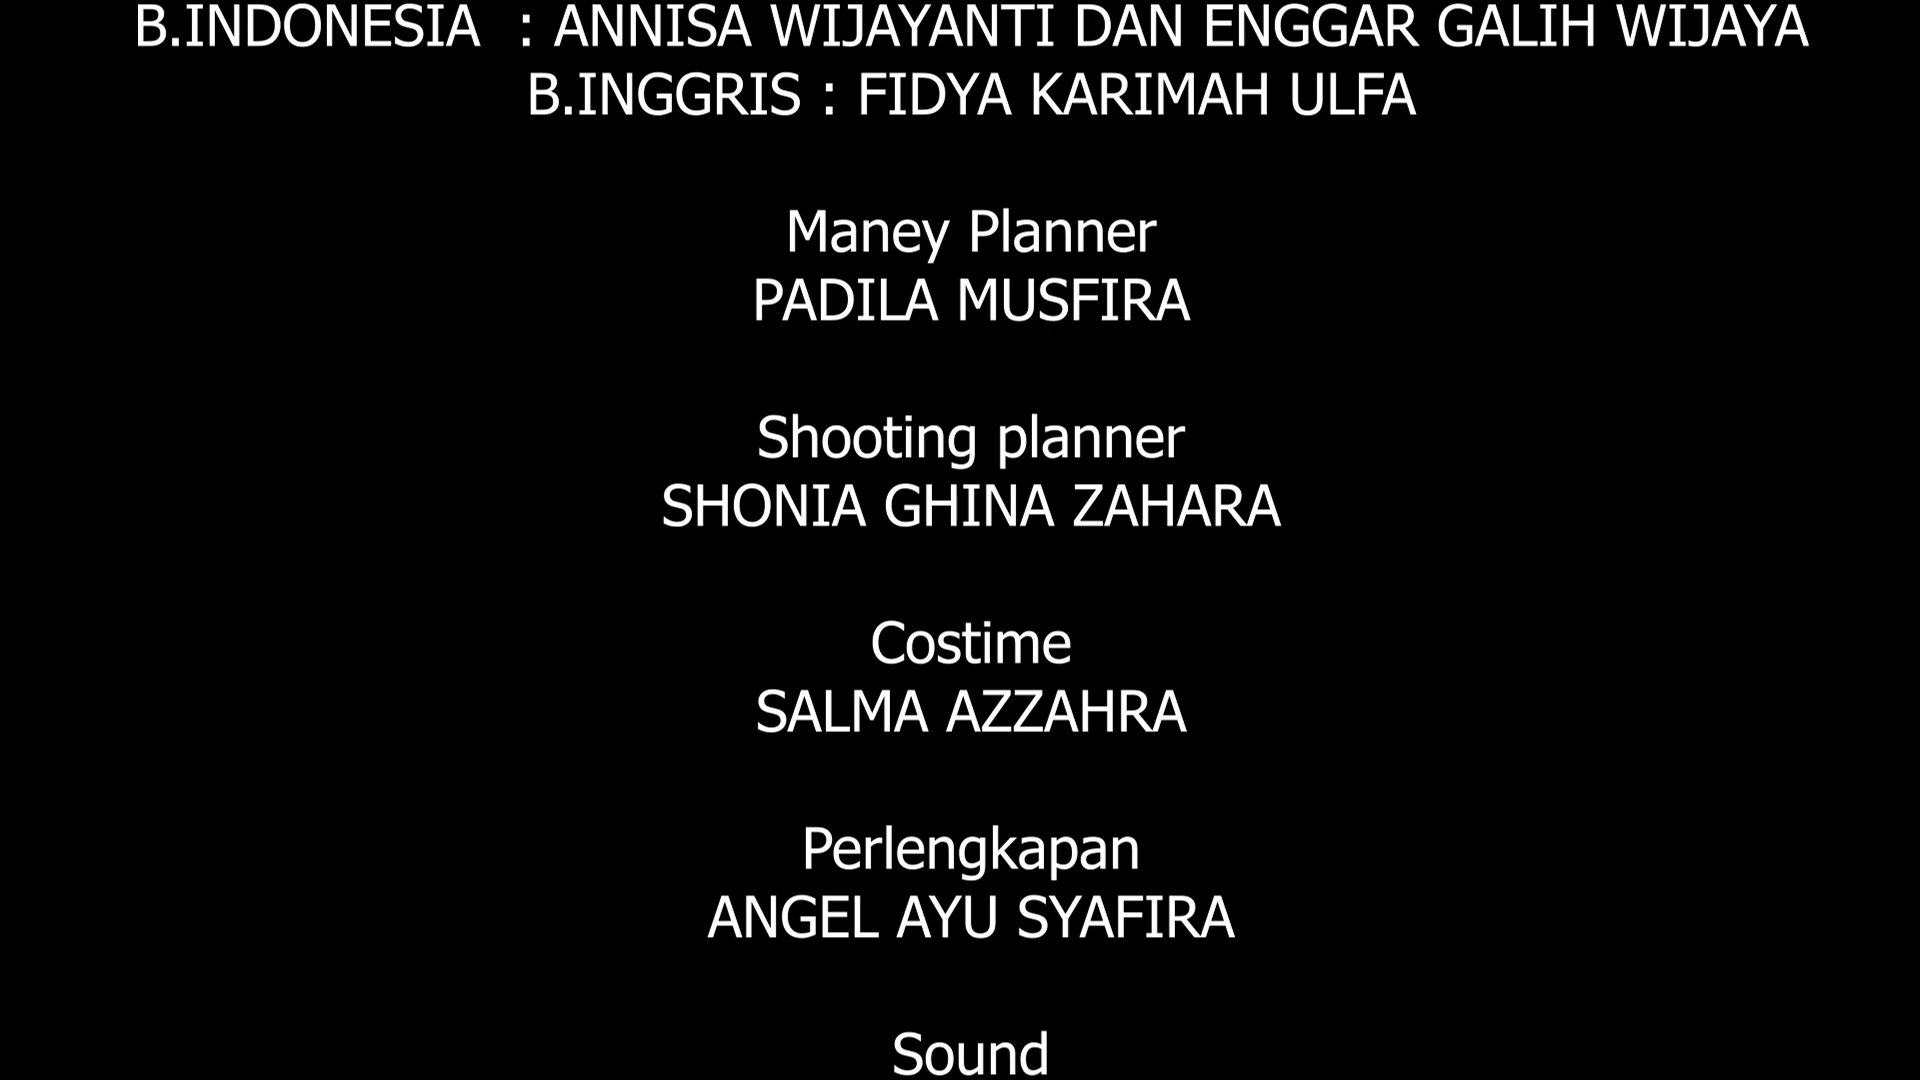 B.INDONESIA  : ANNISA WIJAYANTI DAN ENGGAR GALIH WIJAYA
B.INGGRIS : FIDYA KARIMAH ULFA
Maney Planner
PADILA MUSFIRA
Shooting planner
SHONIA GHINA ZAHARA
Costime
SALMA AZZAHRA
Perlengkapan
ANGEL AYU SYAFIRA
Sound